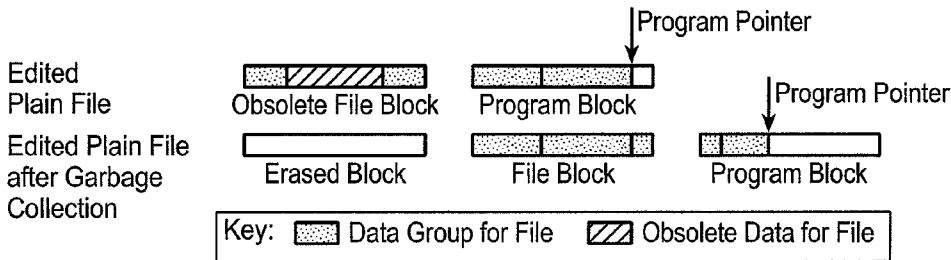 Program Pointer
Edited
Plain File
Obsolete File Block
Program Block
Program Pointer
Edited Plain File
after Garbage
Collection
Erased Block
File Block
Program Block
Key: Data Group for File Obsolete Data for File